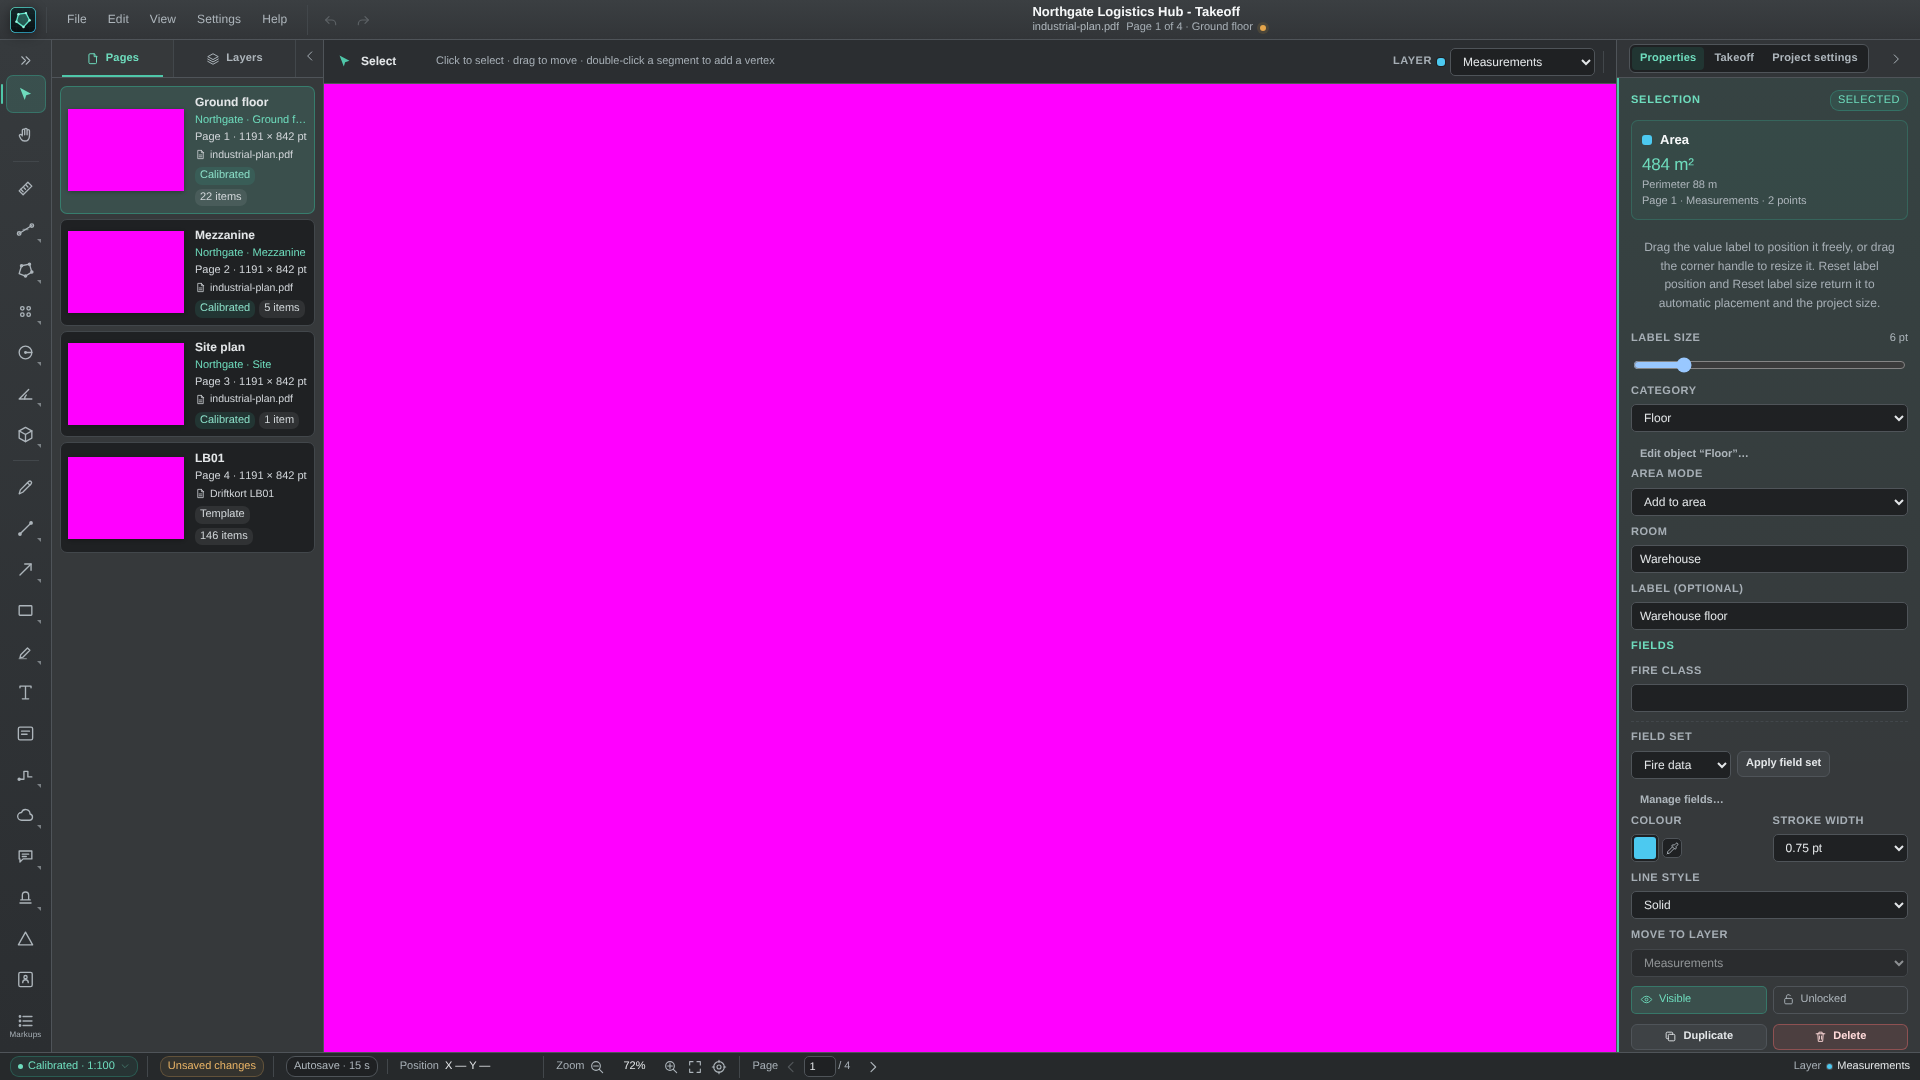 File Edit View Settings Help
Northgate Logistics Hub - Takeoff
industrial-plan.pdf Page 1 of 4 · Ground floor
Pages
Layers
Select
Click to select · drag to move · double-click a segment to add a vertex
LAYER Measurements
Properties Takeoff Project settings
Ground floor
Northgate · Ground f...
Page 1 · 1191 × 842 pt
industrial-plan.pdf
Calibrated
22 items
Mezzanine
Northgate · Mezzanine
Page 2 · 1191 × 842 pt
industrial-plan.pdf
Calibrated 5 items
Site plan
Northgate · Site
Page 3 · 1191 × 842 pt
industrial-plan.pdf
Calibrated 1 item
LB01
Page 4 · 1191 × 842 pt
Driftkort LB01
Template
146 items
Markups
SELECTION SELECTED
Area
484 m²
Perimeter 88 m
Page 1 · Measurements · 2 points
Drag the value label to position it freely, or drag
the corner handle to resize it. Reset label
position and Reset label size return it to
automatic placement and the project size.
LABEL SIZE 6 pt
CATEGORY
Floor
Edit object “Floor”...
AREA MODE
Add to area
ROOM
Warehouse
LABEL (OPTIONAL)
Warehouse floor
FIELDS
FIRE CLASS
FIELD SET
Fire data Apply field set
Manage fields...
COLOUR STROKE WIDTH
0.75 pt
LINE STYLE
Solid
MOVE TO LAYER
Measurements
Visible Unlocked
Duplicate Delete
Calibrated · 1:100 Unsaved changes Autosave · 15 s Position X — Y — Zoom 72% Page 1 / 4 Layer Measurements